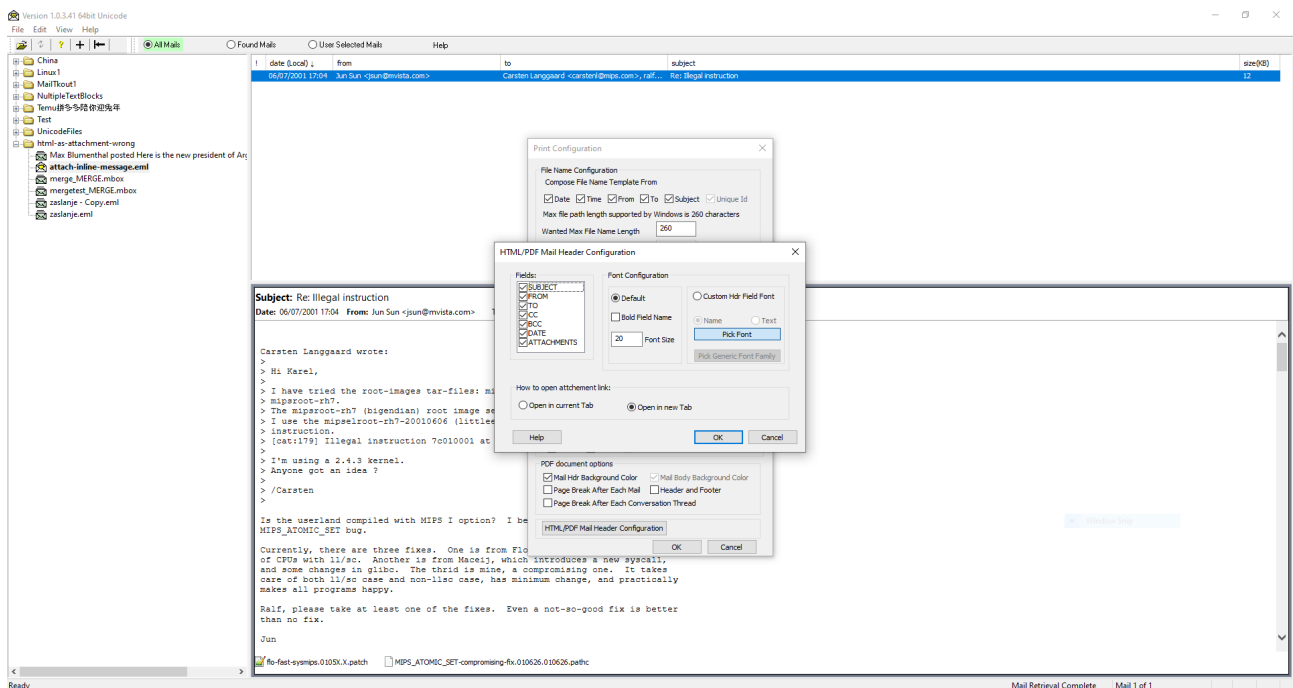 Version 1.0.3.41 64bit Unicode
File Edit View Help
All Mails Found Mails User Selected Mails Help
China
Linux1
MailTkout1
NultipleTextBlocks
Temu拼多多陪你迎兔年
Test
UnicodeFiles
html-as-attachment-wrong
Max Blumenthal posted Here is the new president of Arg
attach-inline-message.eml
merge_MERGE.mbox
mergetest_MERGE.mbox
zaslanje - Copy.eml
zaslanje.eml
! date (Local) ↓ from to subject size(KB)
06/07/2001 17:04 Jun Sun <jsun@mvista.com> Carsten Langgaard <carstenl@mips.com>, ralf... Re: Illegal instruction 12
Print Configuration
File Name Configuration
Compose File Name Template From
Date Time From To Subject Unique Id
Max file path length supported by Windows is 260 characters
Wanted Max File Name Length 260
HTML/PDF Mail Header Configuration
Fields:
SUBJECT
FROM
TO
CC
BCC
DATE
ATTACHMENTS
Font Configuration
Default
Bold Field Name
20 Font Size
Custom Hdr Field Font
Name Text
Pick Font
Pick Generic Font Family
How to open attchement link:
Open in current Tab Open in new Tab
Help OK Cancel
PDF document options
Mail Hdr Background Color Mail Body Background Color
Page Break After Each Mail Header and Footer
Page Break After Each Conversation Thread
HTML/PDF Mail Header Configuration
OK Cancel
Subject: Re: Illegal instruction
Date: 06/07/2001 17:04 From: Jun Sun <jsun@mvista.com>
Carsten Langgaard wrote:
>
> Hi Karel,
>
> I have tried the root-images tar-files: mi
> mipsroot-rh7.
> The mipsroot-rh7 (bigendian) root image se
> I use the mipselroot-rh7-20010606 (littlee
> instruction.
> [cat:179] Illegal instruction 7c010001 at
>
> I'm using a 2.4.3 kernel.
> Anyone got an idea ?
>
> /Carsten
>
Is the userland compiled with MIPS I option? I be
MIPS_ATOMIC_SET bug.
Currently, there are three fixes. One is from Flo
of CPUs with ll/sc. Another is from Maceij, which introduces a new syscall,
and some changes in glibc. The thrid is mine, a compromising one. It takes
care of both ll/sc case and non-llsc case, has minimum change, and practically
makes all programs happy.
Ralf, please take at least one of the fixes. Even a not-so-good fix is better
than no fix.
Jun
flo-fast-sysmips.0105X.X.patch MIPS_ATOMIC_SET-compromising-fix.010626.010626.pathc
Ready Mail Retrieval Complete Mail 1 of 1